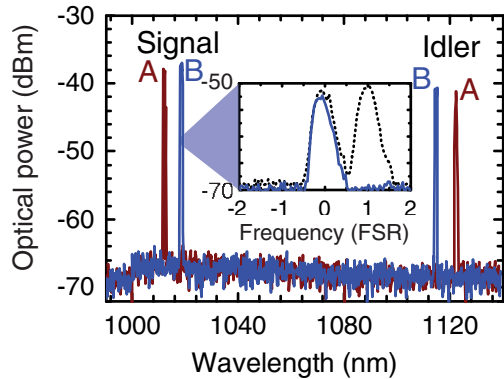 -30
-40
-50
-60
-70
Optical power (dBm)
Signal
Idler
A
B
B
A
-50
-70
-2
-1
0
1
2
Frequency (FSR)
1000
1040
1080
1120
Wavelength (nm)